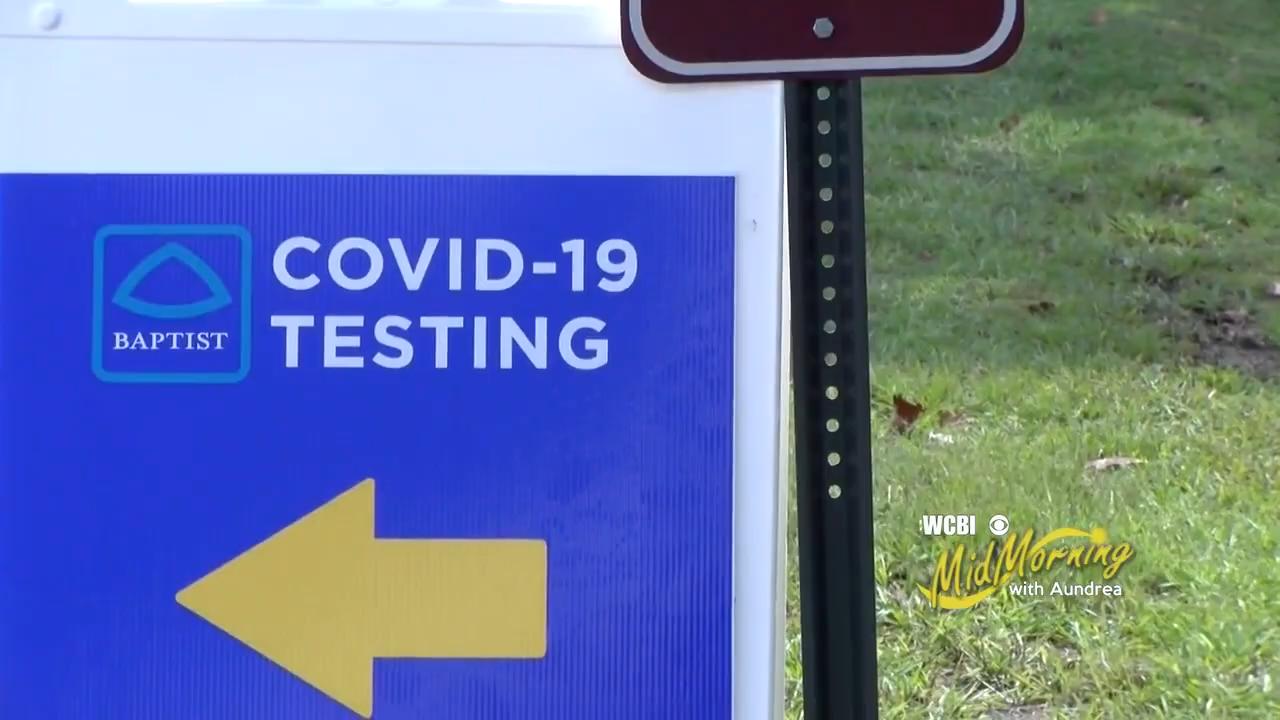 COVID-19
TESTING
BAPTIST
WCBI
MidMorning
with Aundrea